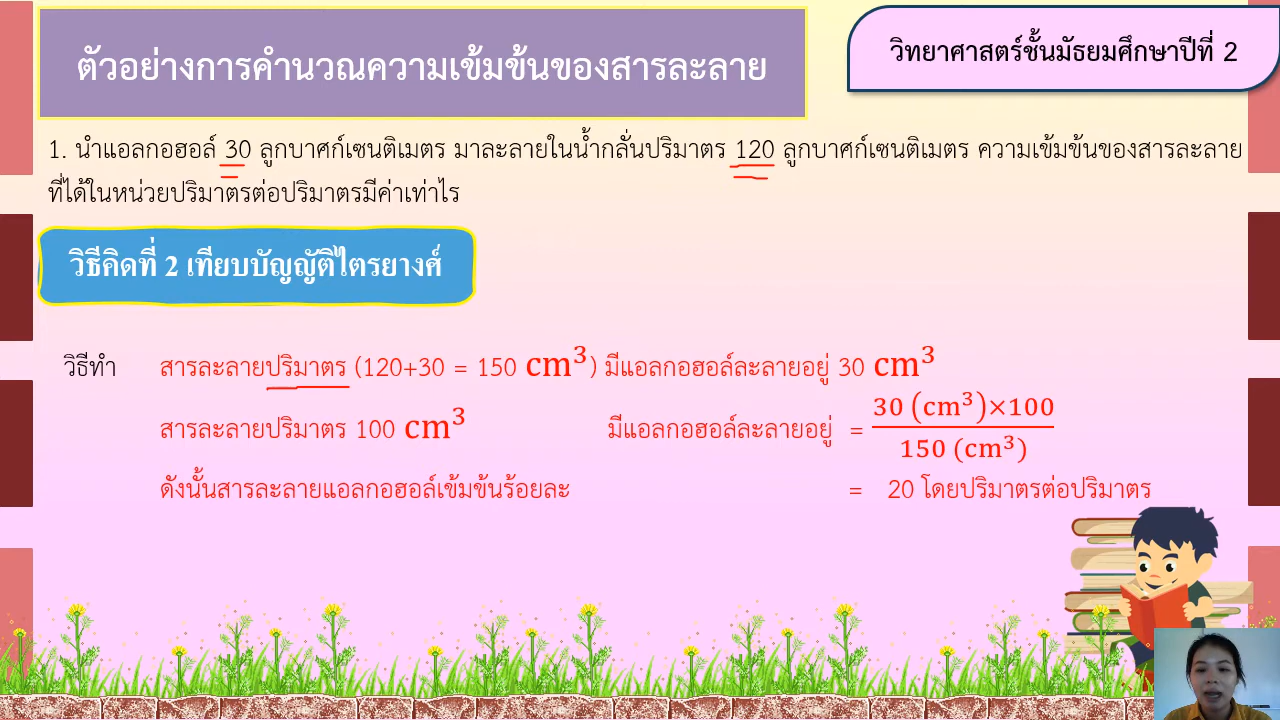 ตัวอย่างการคำนวณความเข้มข้นของสารละลาย
วิทยาศาสตร์ชั้นมัธยมศึกษาปีที่ 2
1. นำแอลกอฮอล์ 30 ลูกบาศก์เซนติเมตร มาละลายในน้ำกลั่นปริมาตร 120 ลูกบาศก์เซนติเมตร ความเข้มข้นของสารละลาย
ที่ได้ในหน่วยปริมาตรต่อปริมาตรมีค่าเท่าไร
วิธีคิดที่ 2 เทียบบัญญัติไตรยางศ์
วิธีทำ สารละลายปริมาตร (120+30 = 150 cm³) มีแอลกอฮอล์ละลายอยู่ 30 cm³
สารละลายปริมาตร 100 cm³ มีแอลกอฮอล์ละลายอยู่ = 30 (cm³)×100
150 (cm³)
ดังนั้นสารละลายแอลกอฮอล์เข้มข้นร้อยละ = 20 โดยปริมาตรต่อปริมาตร